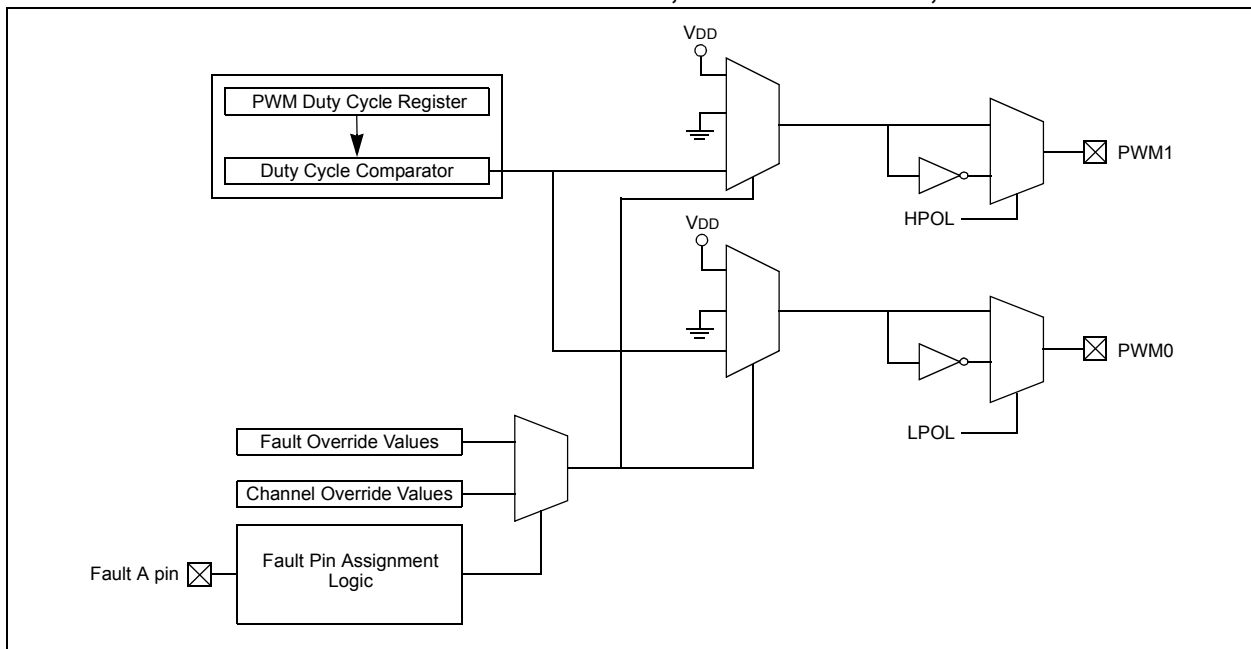 VDD
PWM Duty Cycle Register
Duty Cycle Comparator
PWM1
HPOL
VDD
PWM0
LPOL
Fault Override Values
Channel Override Values
Fault A pin
Fault Pin Assignment
Logic